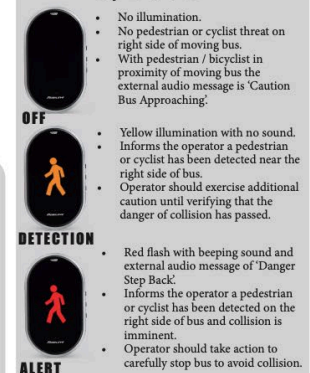 • No illumination.
• No pedestrian or cyclist threat on
right side of moving bus.
• With pedestrian / bicyclist in
proximity of moving bus the
external audio message is 'Caution
Bus Approaching'.
OFF
• Yellow illumination with no sound.
• Informs the operator a pedestrian
or cyclist has been detected near the
right side of bus.
• Operator should exercise additional
caution until verifying that the
danger of collision has passed.
DETECTION
• Red flash with beeping sound and
external audio message of 'Danger
Step Back'.
• Informs the operator a pedestrian
or cyclist has been detected on the
right side of bus and collision is
imminent.
• Operator should take action to
carefully stop bus to avoid collision.
ALERT